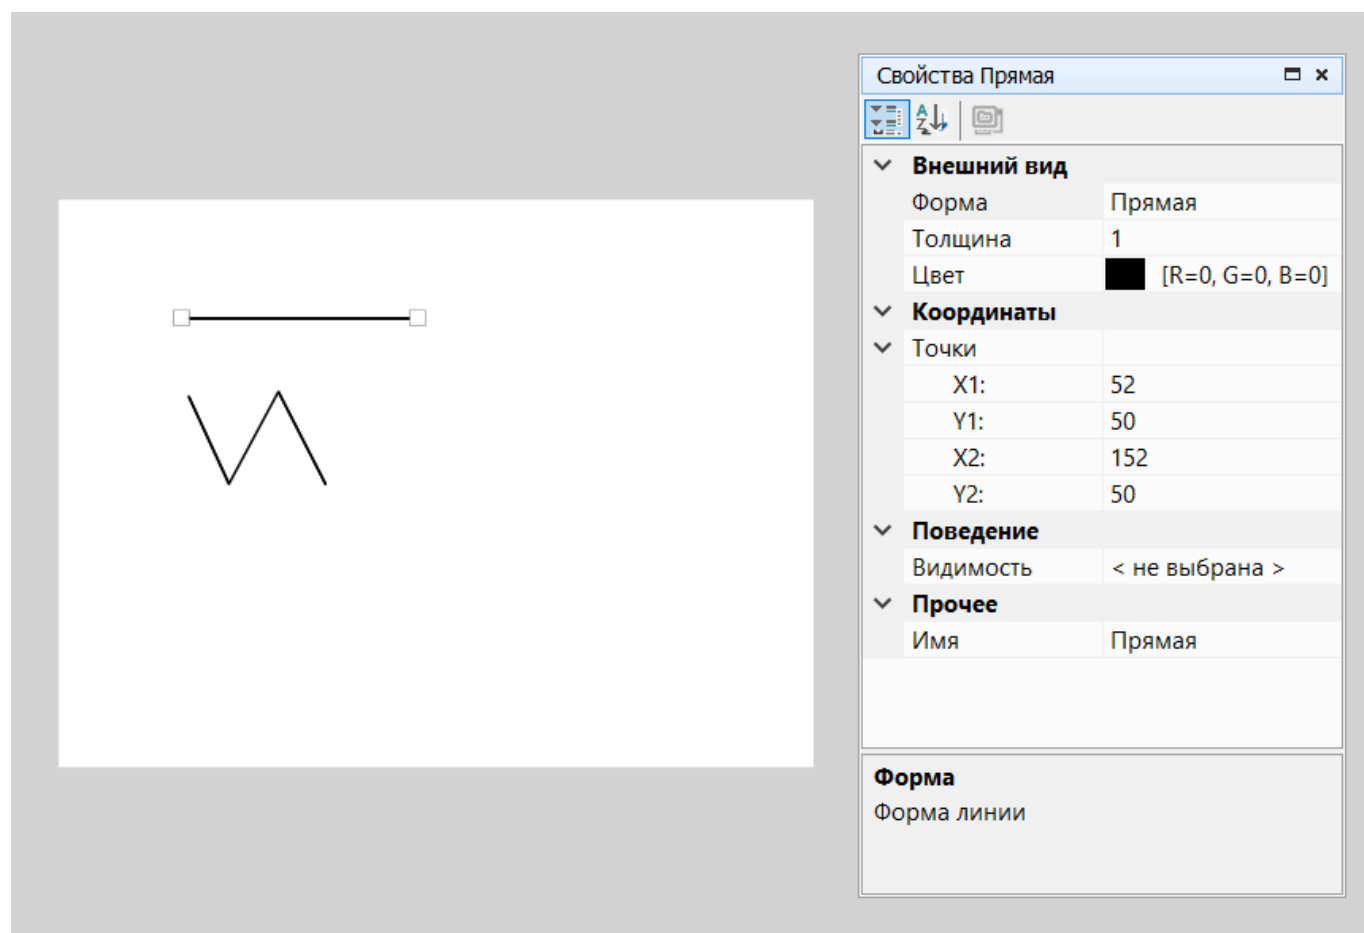 Свойства Прямая
Внешний вид
Форма Прямая
Толщина 1
Цвет [R=0, G=0, B=0]
Координаты
Точки
X1: 52
Y1: 50
X2: 152
Y2: 50
Поведение
Видимость < не выбрана >
Прочее
Имя Прямая
Форма
Форма линии